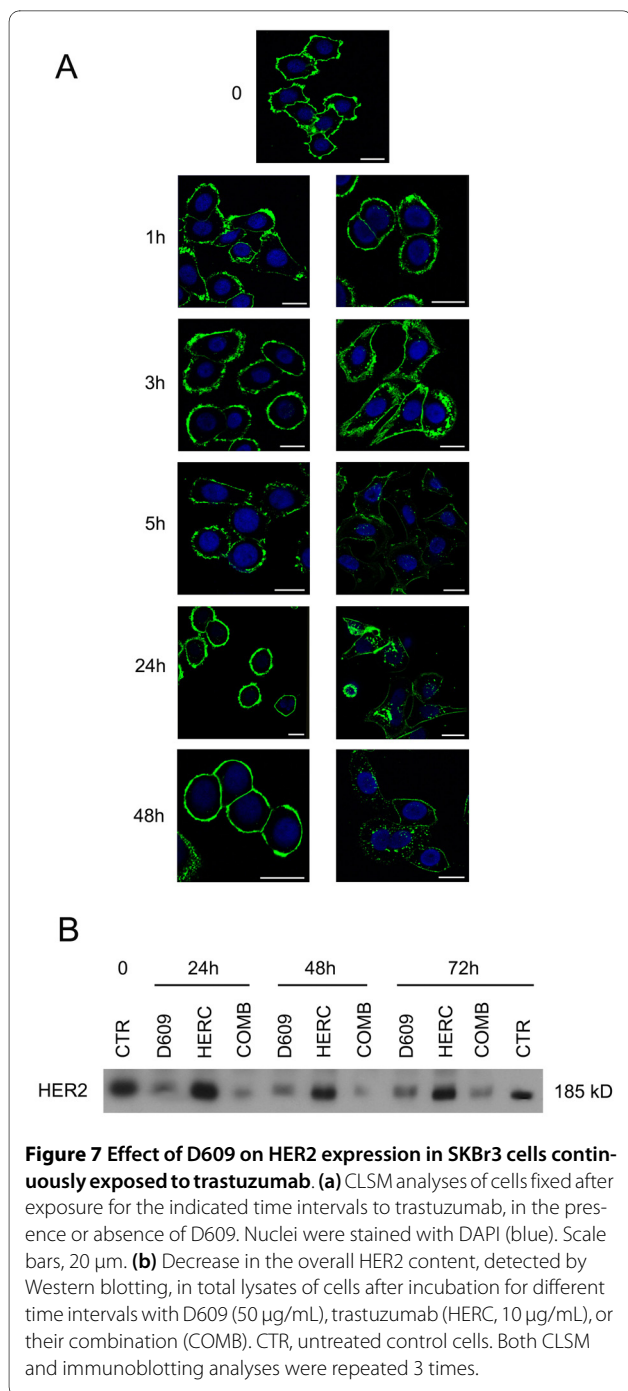 A
0
1h
3h
5h
24h
48h
B
0 24h 48h 72h
CTR D609 HERC COMB D609 HERC COMB D609 HERC COMB CTR
HER2 185 kD
Figure 7 Effect of D609 on HER2 expression in SKBr3 cells contin-
uously exposed to trastuzumab. (a) CLSM analyses of cells fixed after
exposure for the indicated time intervals to trastuzumab, in the pres-
ence or absence of D609. Nuclei were stained with DAPI (blue). Scale
bars, 20 μm. (b) Decrease in the overall HER2 content, detected by
Western blotting, in total lysates of cells after incubation for different
time intervals with D609 (50 μg/mL), trastuzumab (HERC, 10 μg/mL), or
their combination (COMB). CTR, untreated control cells. Both CLSM
and immunoblotting analyses were repeated 3 times.